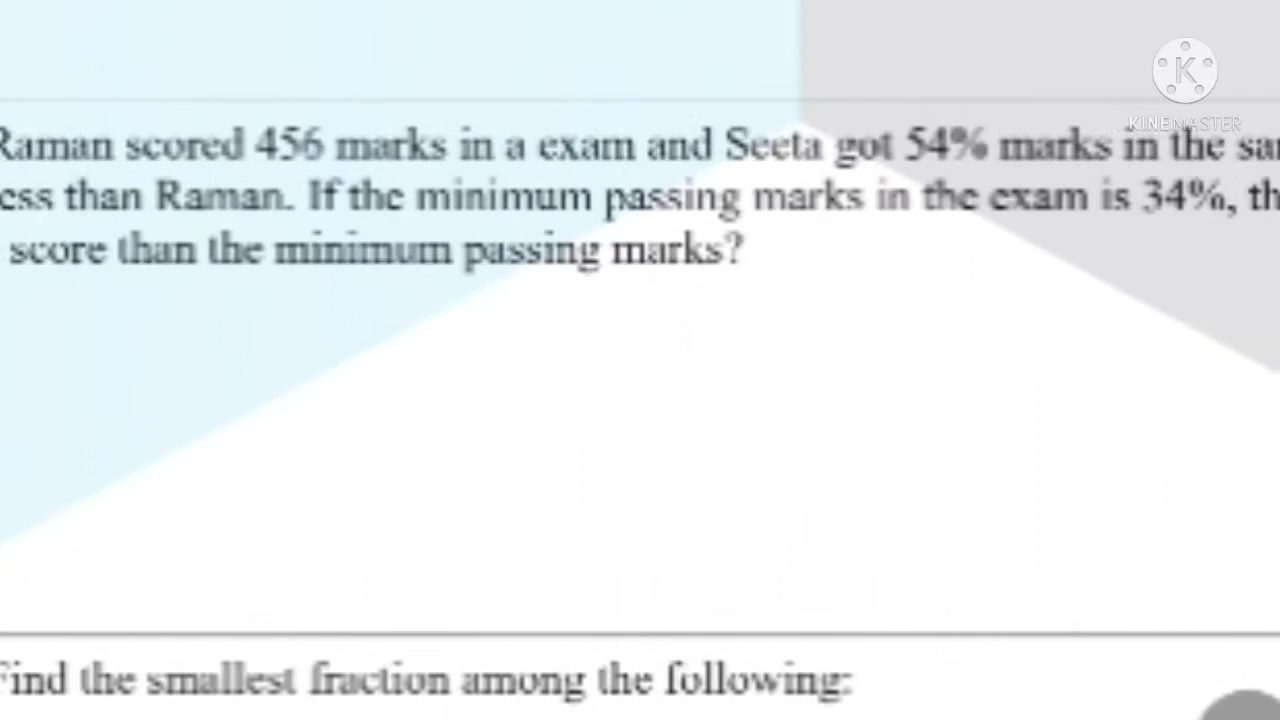 KINEMASTER
Raman scored 456 marks in a exam and Seeta got 54% marks in the
than Raman. If the minimum passing marks in the exam is 34%,
score than the minimum passing marks?
Find the smallest fraction among the following: